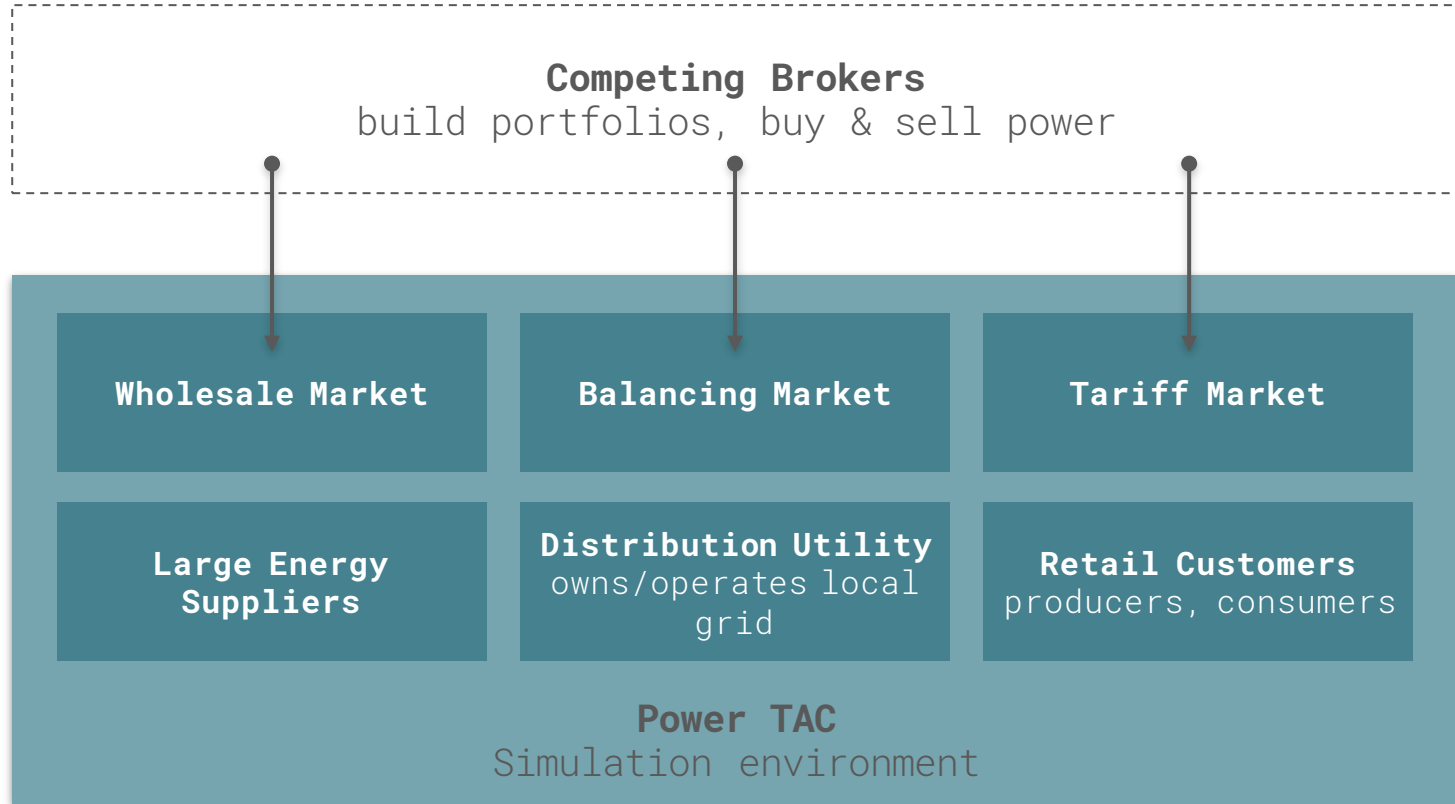 Competing Brokers
build portfolios, buy & sell power
Wholesale Market
Balancing Market
Tariff Market
Large Energy
Suppliers
Distribution Utility
owns/operates local
grid
Retail Customers
producers, consumers
Power TAC
Simulation environment